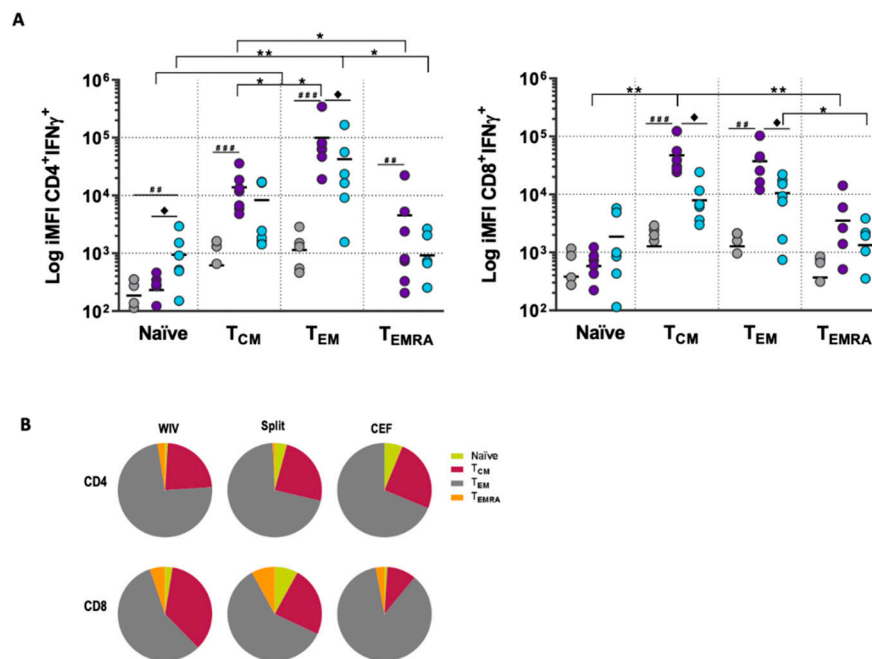 A
*
** *
* *
### ◆
###
##
##
◆
Log iMFI CD4⁺IFNγ⁺
10⁶
10⁵
10⁴
10³
10²
Naïve T_CM T_EM T_EMRA
** **
*
### ◆
## ◆
Log iMFI CD8⁺IFNγ⁺
10⁶
10⁵
10⁴
10³
10²
Naïve T_CM T_EM T_EMRA
B
WIV Split CEF
Naïve
T_CM
T_EM
T_EMRA
CD4
CD8